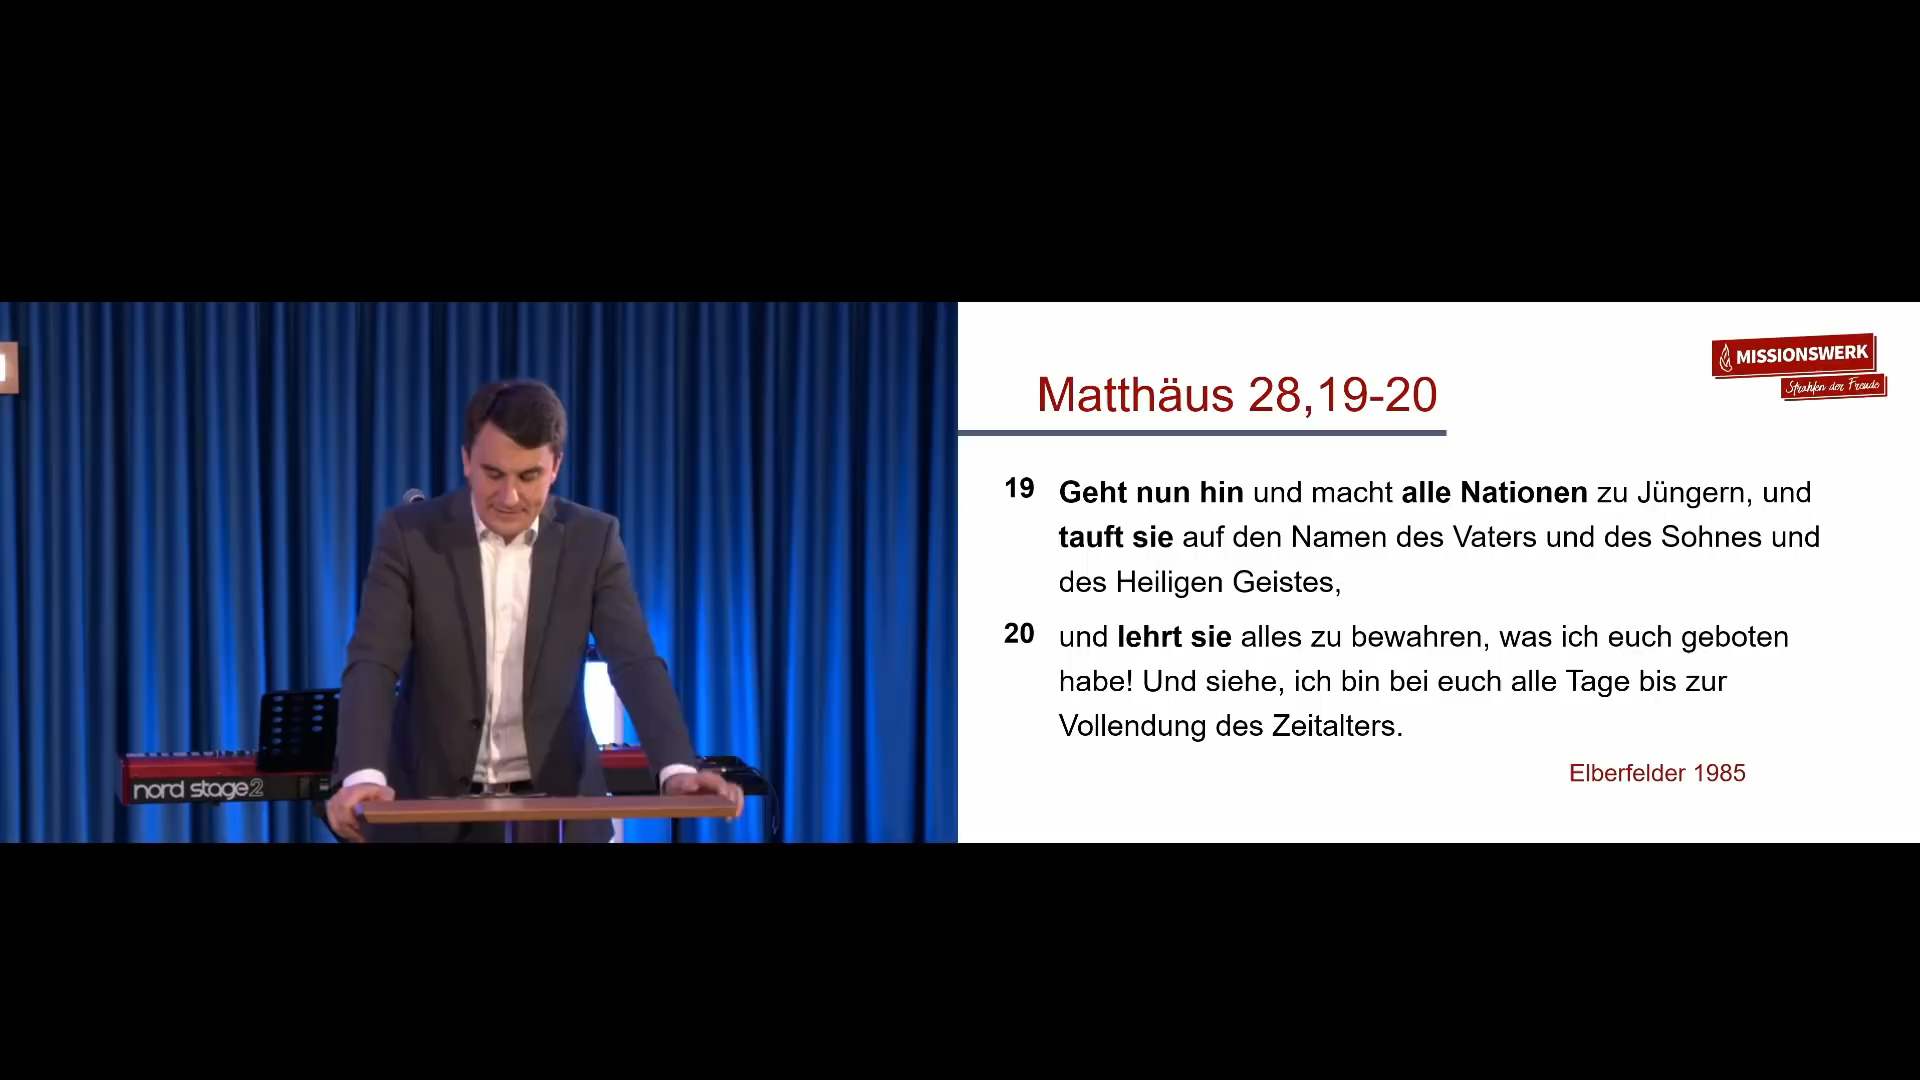 nord stage2
MISSIONSWERK
Strahlen der Freude
Matthäus 28,19-20
19 Geht nun hin und macht alle Nationen zu Jüngern, und
tauft sie auf den Namen des Vaters und des Sohnes und
des Heiligen Geistes,
20 und lehrt sie alles zu bewahren, was ich euch geboten
habe! Und siehe, ich bin bei euch alle Tage bis zur
Vollendung des Zeitalters.
Elberfelder 1985